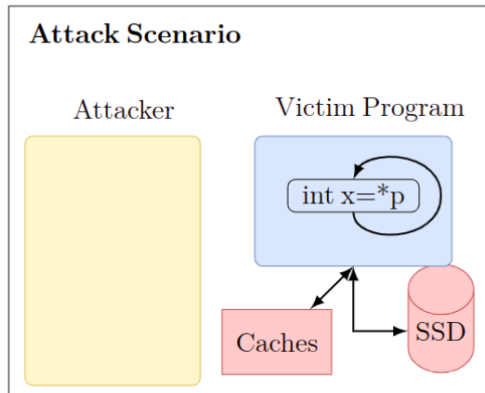 Attack Scenario
Attacker
Victim Program
int x=*p
Caches
SSD